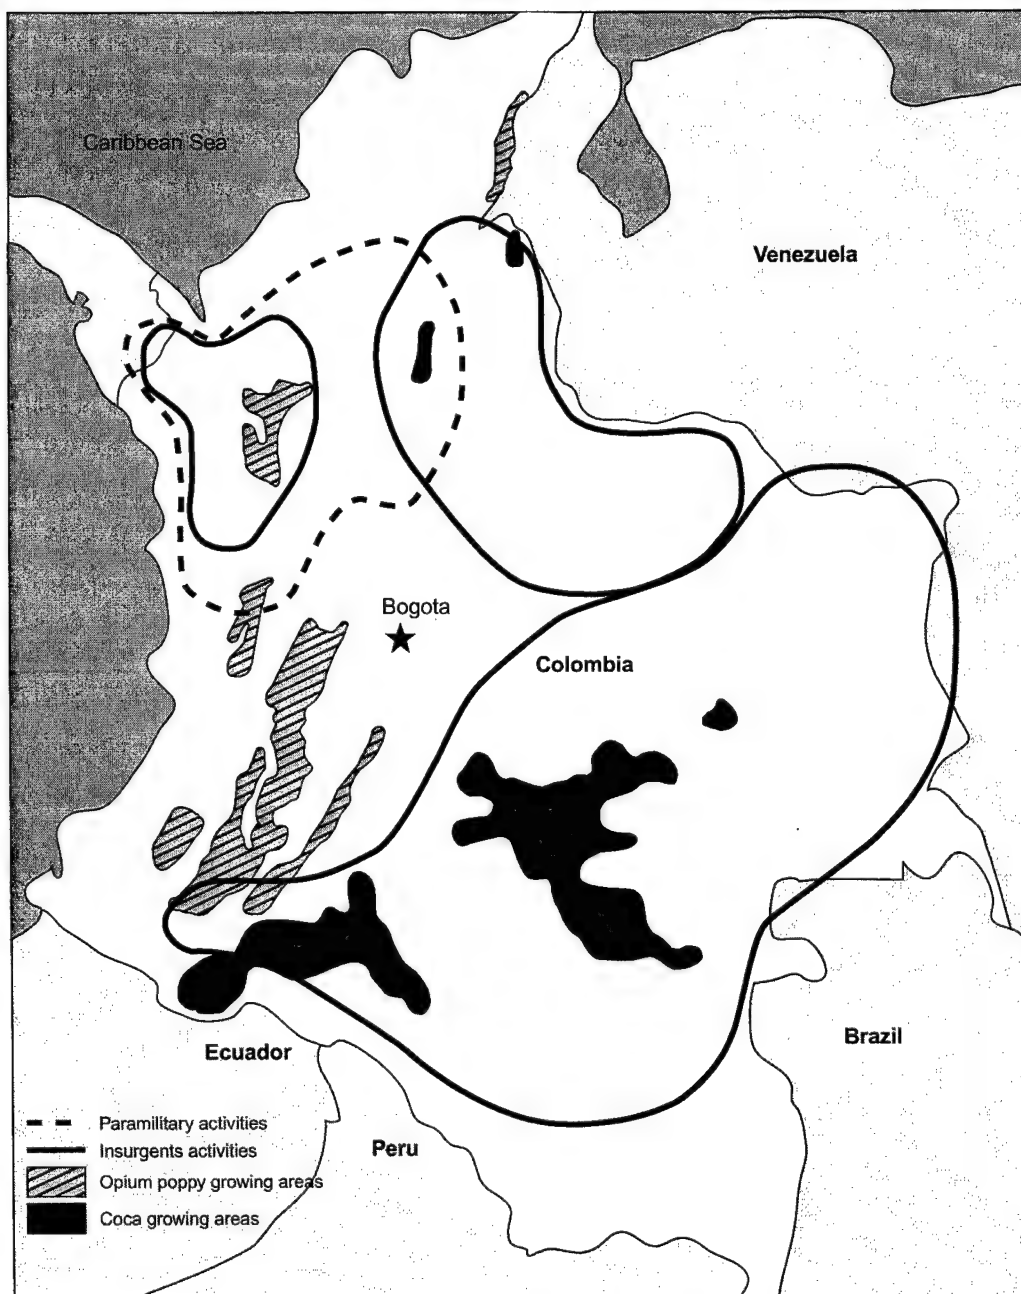 Caribbean Sea
Venezuela
Bogota
Colombia
Ecuador
Brazil
Peru
Paramilitary activities
Insurgents activities
Opium poppy growing areas
Coca growing areas